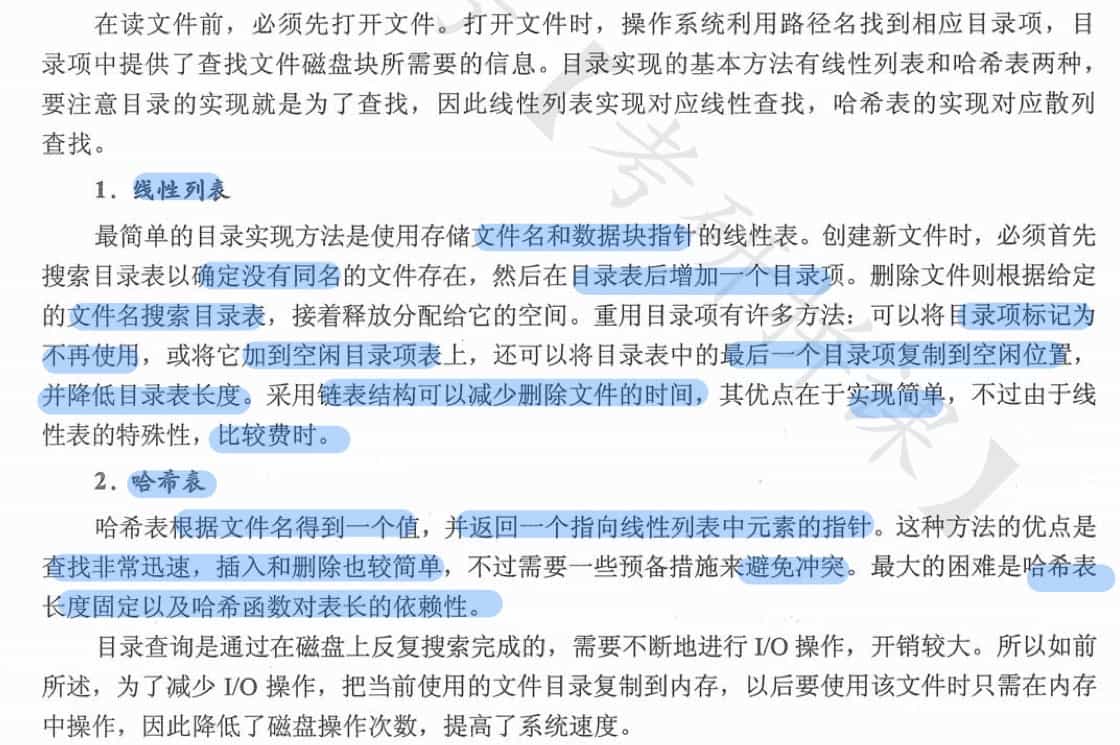 在读文件前，必须先打开文件。打开文件时，操作系统利用路径名找到相应目录项，目
录项中提供了查找文件磁盘块所需要的信息。目录实现的基本方法有线性列表和哈希表两种，
要注意目录的实现就是为了查找，因此线性列表实现对应线性查找，哈希表的实现对应散列
查找。
1．线性列表
最简单的目录实现方法是使用存储文件名和数据块指针的线性表。创建新文件时，必须首先
搜索目录表以确定没有同名的文件存在，然后在目录表后增加一个目录项。删除文件则根据给定
的文件名搜索目录表，接着释放分配给它的空间。重用目录项有许多方法：可以将目录项标记为
不再使用，或将它加到空闲目录项表上，还可以将目录表中的最后一个目录项复制到空闲位置，
并降低目录表长度。采用链表结构可以减少删除文件的时间，其优点在于实现简单，不过由于线
性表的特殊性，比较费时。
2．哈希表
哈希表根据文件名得到一个值，并返回一个指向线性列表中元素的指针。这种方法的优点是
查找非常迅速，插入和删除也较简单，不过需要一些预备措施来避免冲突。最大的困难是哈希表
长度固定以及哈希函数对表长的依赖性。
目录查询是通过在磁盘上反复搜索完成的，需要不断地进行 I/O 操作，开销较大。所以如前
所述，为了减少 I/O 操作，把当前使用的文件目录复制到内存，以后要使用该文件时只需在内存
中操作，因此降低了磁盘操作次数，提高了系统速度。